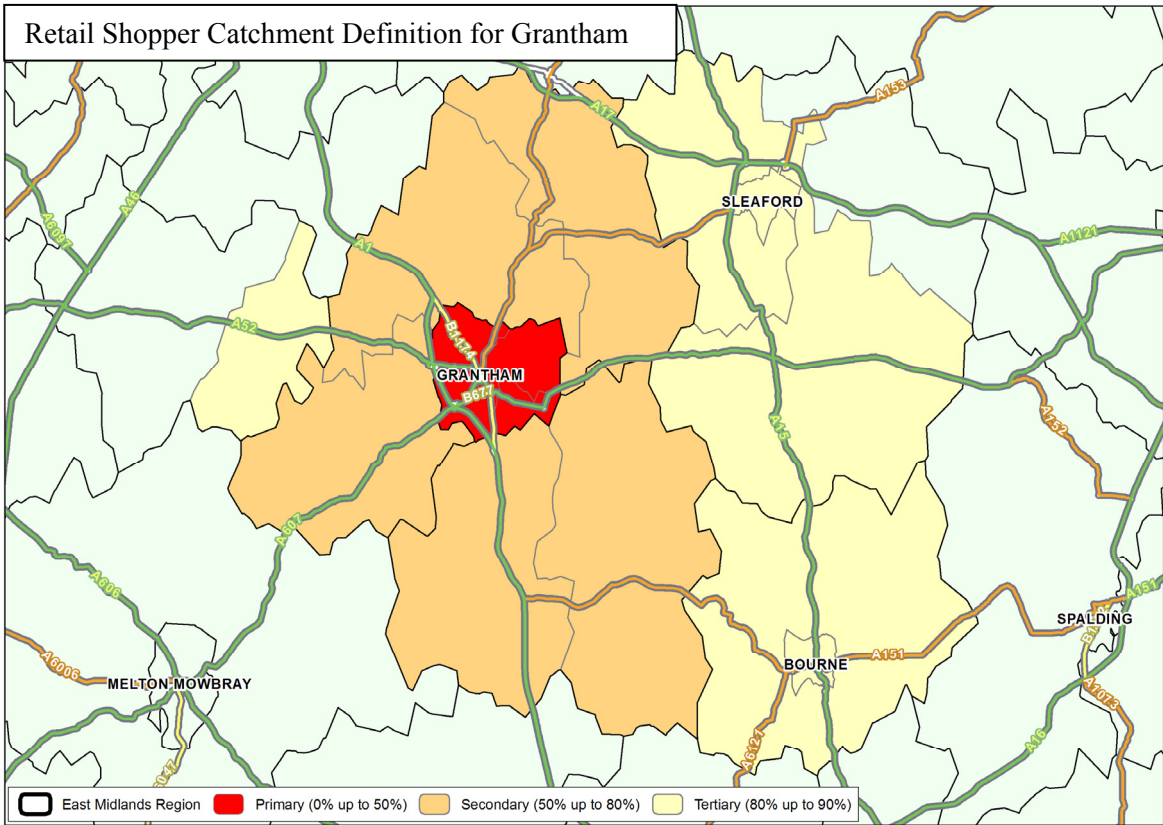 Retail Shopper Catchment Definition for Grantham
A153
A17
SLEAFORD
A46
A6097
A1
A1121
A52
B1174
GRANTHAM
B677
A15
A152
A607
A606
A151
SPALDING
A6006
MELTON MOWBRAY
BOURNE
A151
A1073
A6121
A16
East Midlands Region
Primary (0% up to 50%)
Secondary (50% up to 80%)
Tertiary (80% up to 90%)